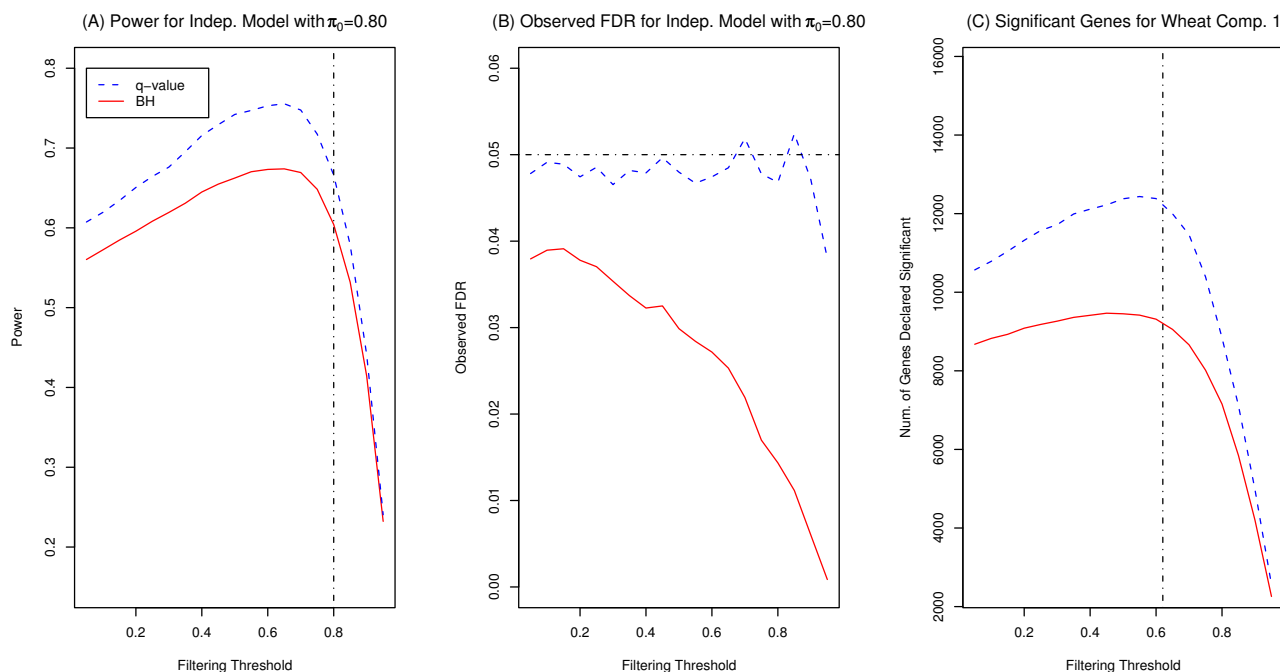 (A) Power for Indep. Model with π0=0.80
0.8
0.7
0.6
0.5
0.4
0.3
0.2
Power
q−value
BH
0.2 0.4 0.6 0.8
Filtering Threshold
(B) Observed FDR for Indep. Model with π0=0.80
0.06
0.05
0.04
0.03
0.02
0.01
0.00
Observed FDR
0.2 0.4 0.6 0.8
Filtering Threshold
(C) Significant Genes for Wheat Comp. 1
16000
14000
12000
10000
8000
6000
4000
2000
Num. of Genes Declared Significant
0.2 0.4 0.6 0.8
Filtering Threshold